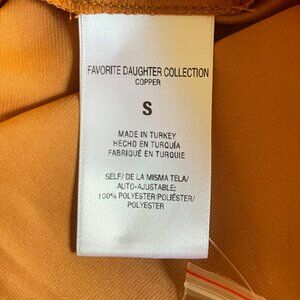 FAVORITE DAUGHTER COLLECTION
COPPER
S
MADE IN TURKEY
HECHO EN TURQUÍA
FABRIQUÉ EN TURQUIE
SELF/ DE LA MISMA TELA/
AUTO-AJUSTABLE:
100% POLYESTER/POLIÉSTER/
POLYESTER